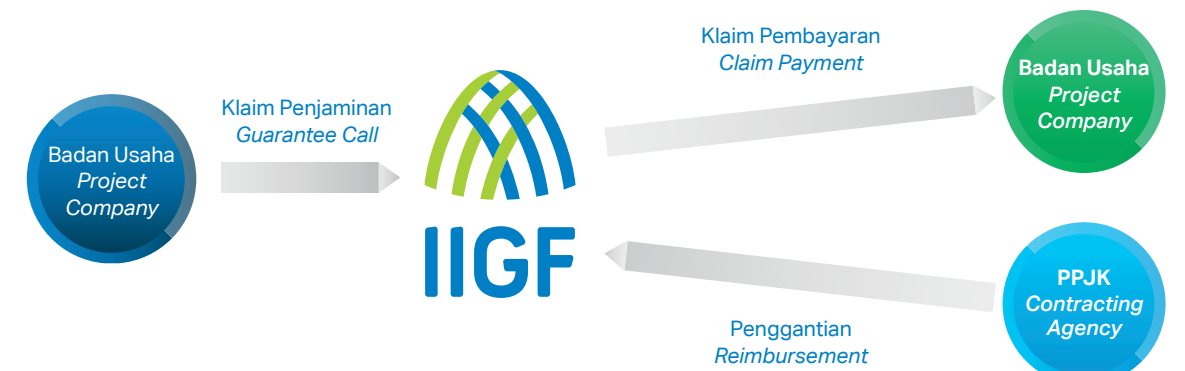 Badan Usaha
Project
Company
Klaim Penjaminan
Guarantee Call
IIGF
Klaim Pembayaran
Claim Payment
Badan Usaha
Project
Company
Penggantian
Reimbursement
PPJK
Contracting
Agency